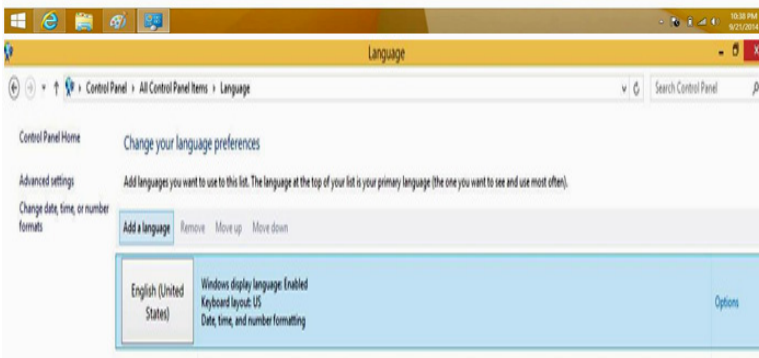 10:38 PM
9/25/2014
Language
Control Panel › All Control Panel Items › Language
Search Control Panel
Control Panel Home
Change your language preferences
Advanced settings
Add languages you want to use to this list. The language at the top of your list is your primary language (the one you want to see and use most often).
Change date, time, or number
formats
Add a language Remove Move up Move down
English (United
States)
Windows display language: Enabled
Keyboard layout: US
Date, time, and number formatting
Options